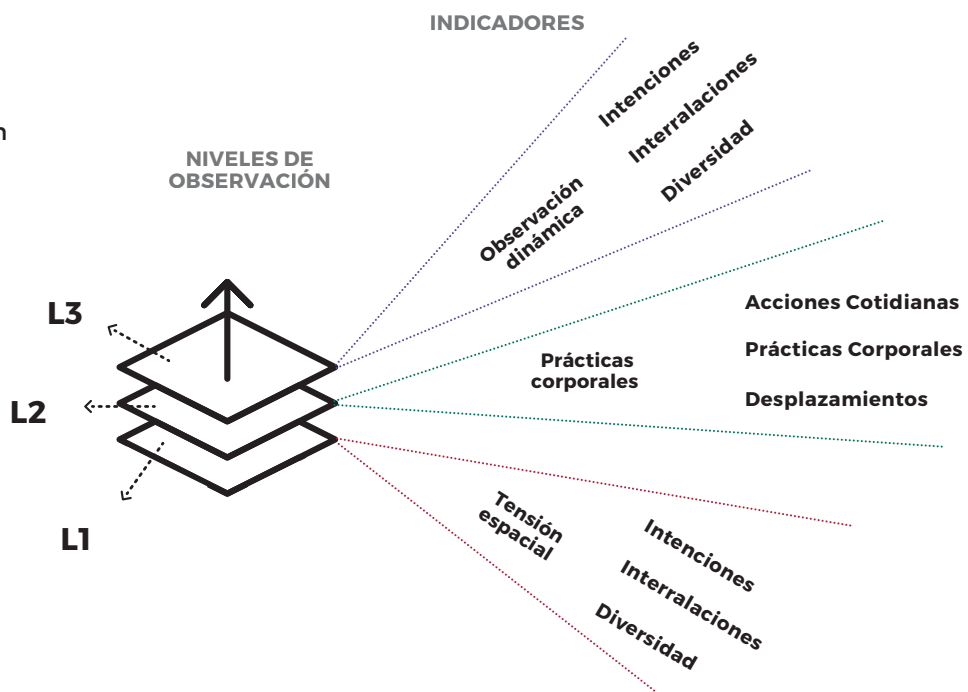 INDICADORES
n
NIVELES DE
OBSERVACIÓN
Intenciones
Interralaciones
Diversidad
Observación
dinámica
L3
L2
L1
Acciones Cotidianas
Prácticas Corporales
Desplazamientos
Prácticas
corporales
Tensión
espacial
Intenciones
Interralaciones
Diversidad